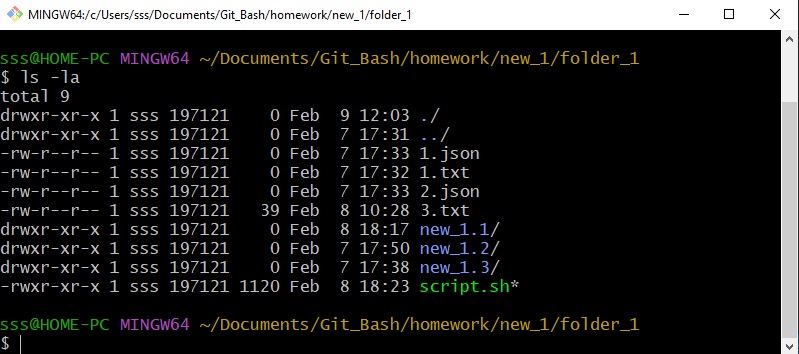 MINGW64:/c/Users/sss/Documents/Git_Bash/homework/new_1/folder_1
sss@HOME-PC MINGW64 ~/Documents/Git_Bash/homework/new_1/folder_1
$ ls -la
total 9
drwxr-xr-x 1 sss 197121    0 Feb  9 12:03 ./
drwxr-xr-x 1 sss 197121    0 Feb  7 17:31 ../
-rw-r--r-- 1 sss 197121    0 Feb  7 17:33 1.json
-rw-r--r-- 1 sss 197121    0 Feb  7 17:32 1.txt
-rw-r--r-- 1 sss 197121    0 Feb  7 17:33 2.json
-rw-r--r-- 1 sss 197121   39 Feb  8 10:28 3.txt
drwxr-xr-x 1 sss 197121    0 Feb  8 18:17 new_1.1/
drwxr-xr-x 1 sss 197121    0 Feb  7 17:50 new_1.2/
drwxr-xr-x 1 sss 197121    0 Feb  7 17:38 new_1.3/
-rwxr-xr-x 1 sss 197121 1120 Feb  8 18:23 script.sh*
sss@HOME-PC MINGW64 ~/Documents/Git_Bash/homework/new_1/folder_1
$